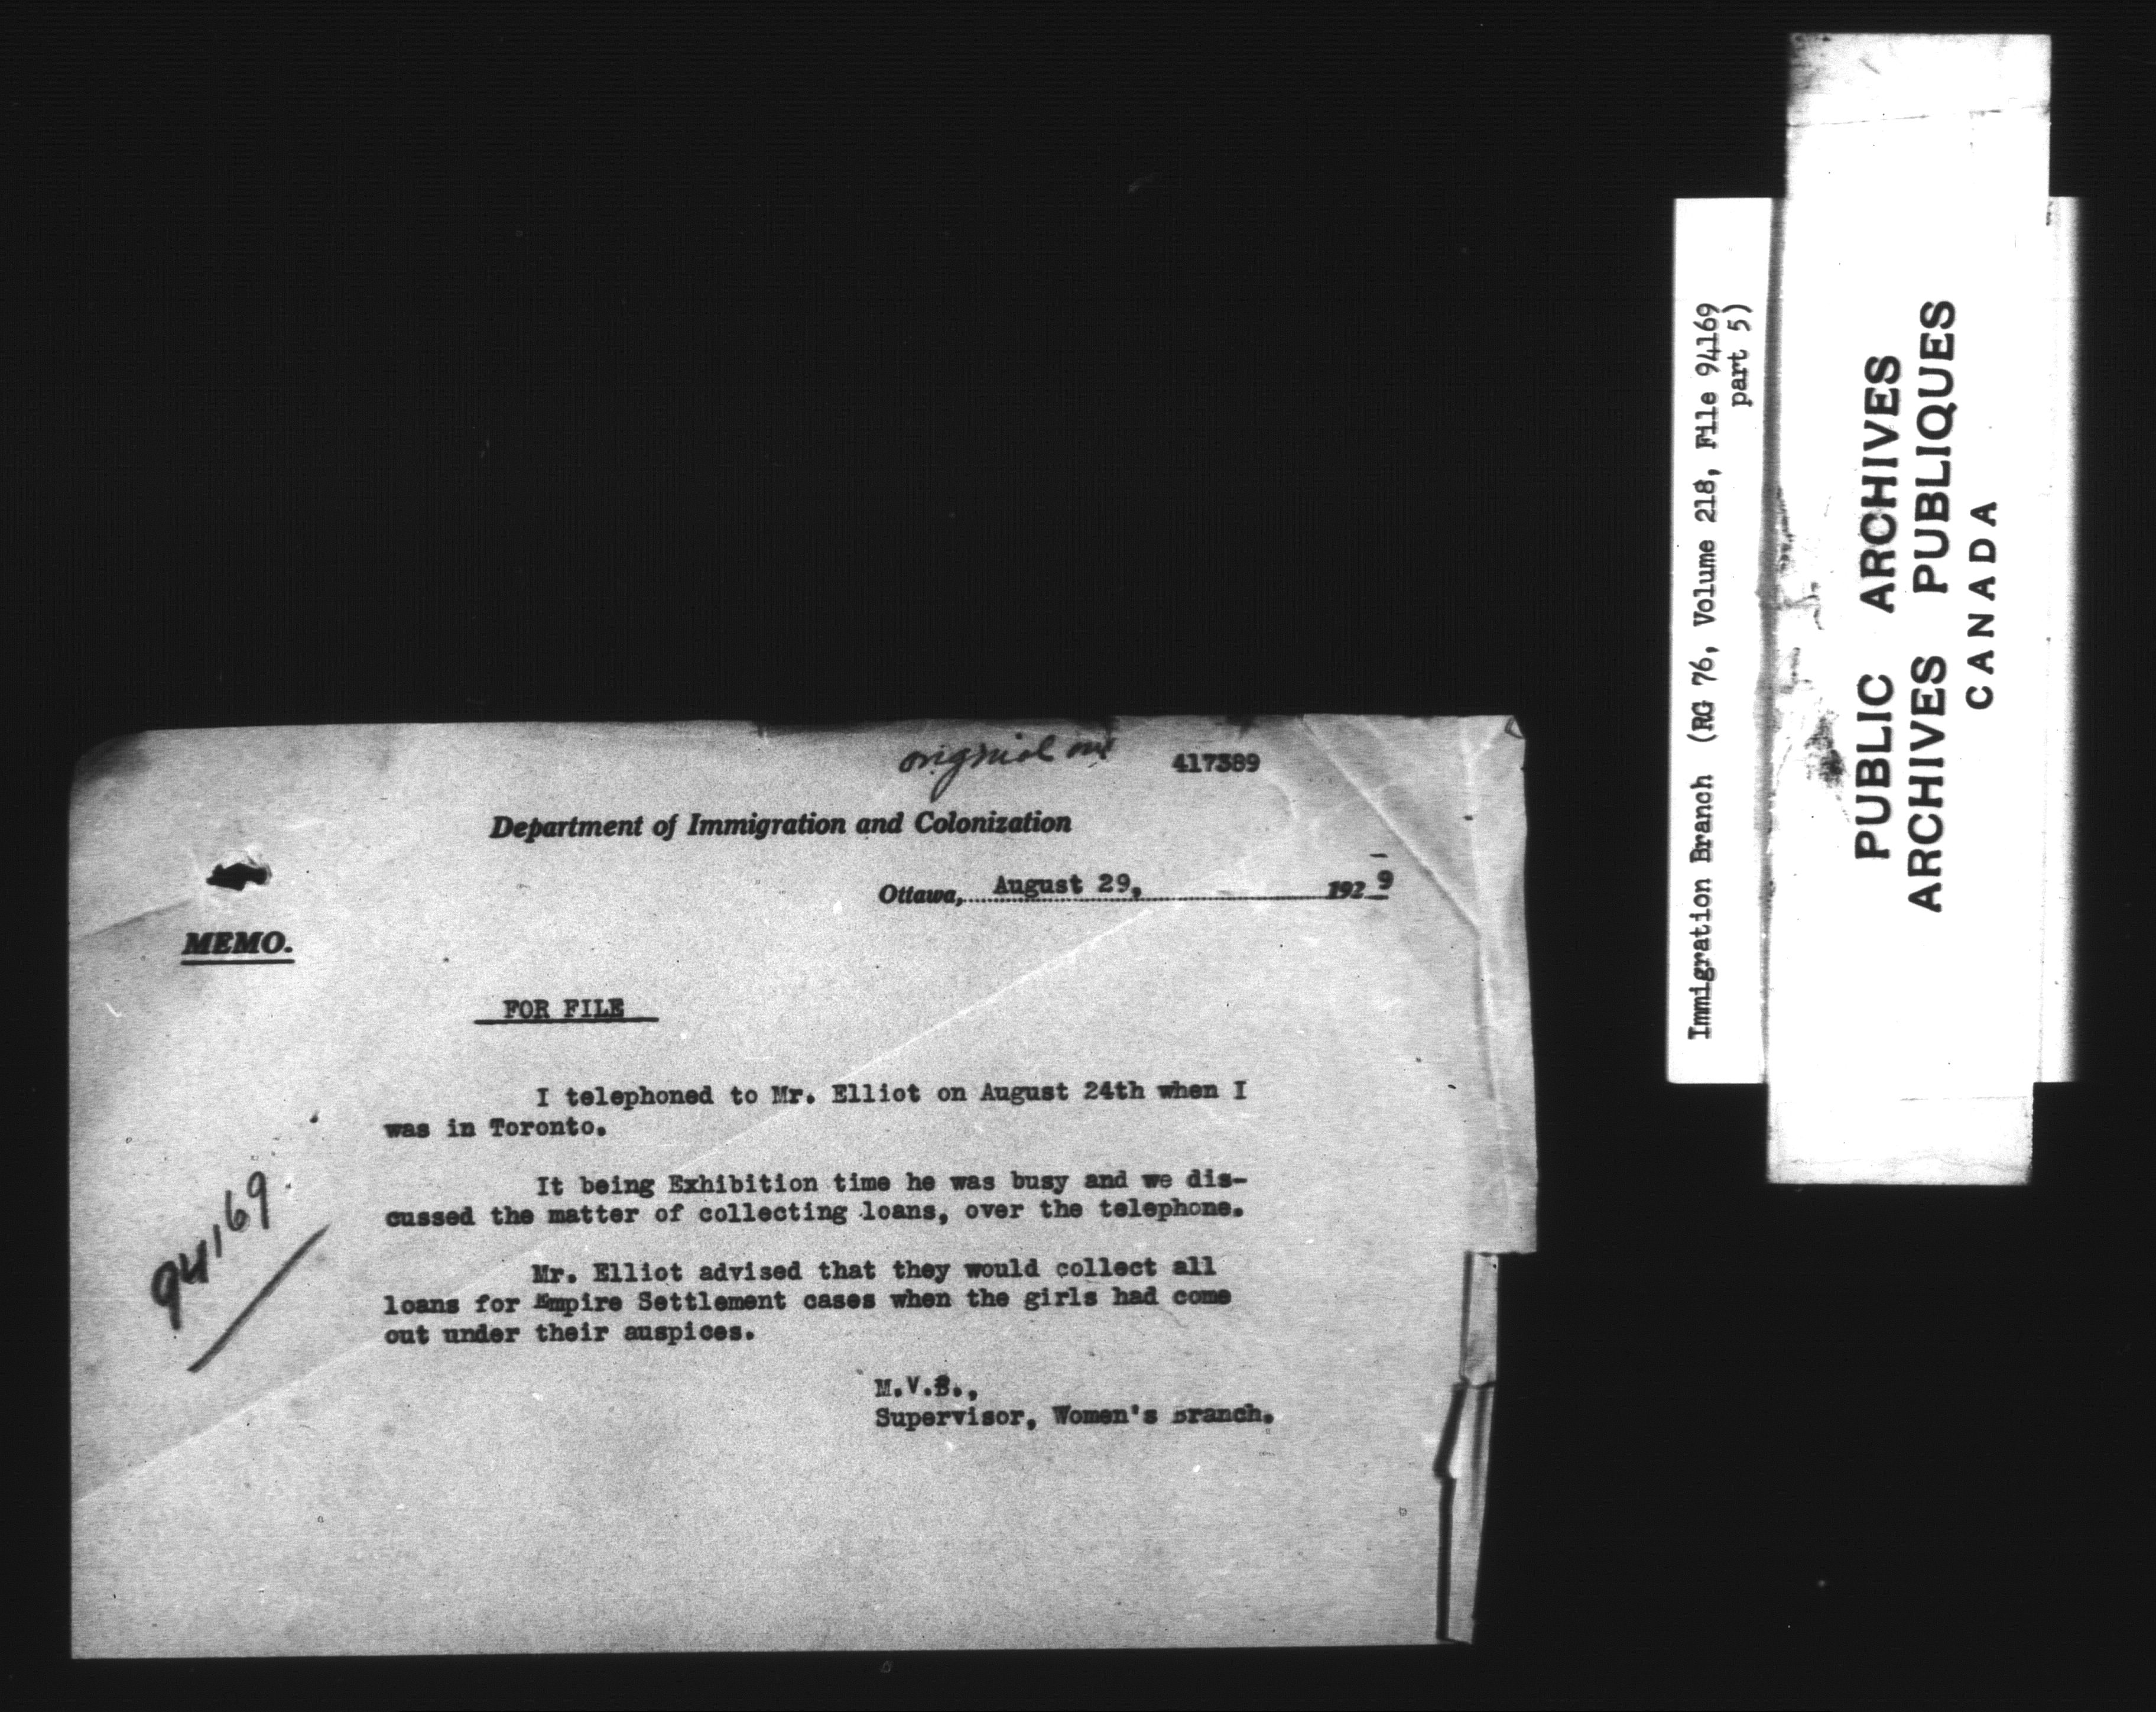 original on
417389
Department of Immigration and Colonization
Ottawa, August 29, 1929
MEMO.
FOR FILE
I telephoned to Mr. Elliot on August 24th when I
was in Toronto.
It being Exhibition time he was busy and we dis-
cussed the matter of collecting loans, over the telephone.
Mr. Elliot advised that they would collect all
loans for Empire Settlement cases when the girls had come
out under their auspices.
M.V.B.,
Supervisor, Women's Branch.
94169
Immigration Branch (RG 76, Volume 218, File 94169
part 5)
PUBLIC ARCHIVES
ARCHIVES PUBLIQUES
CANADA